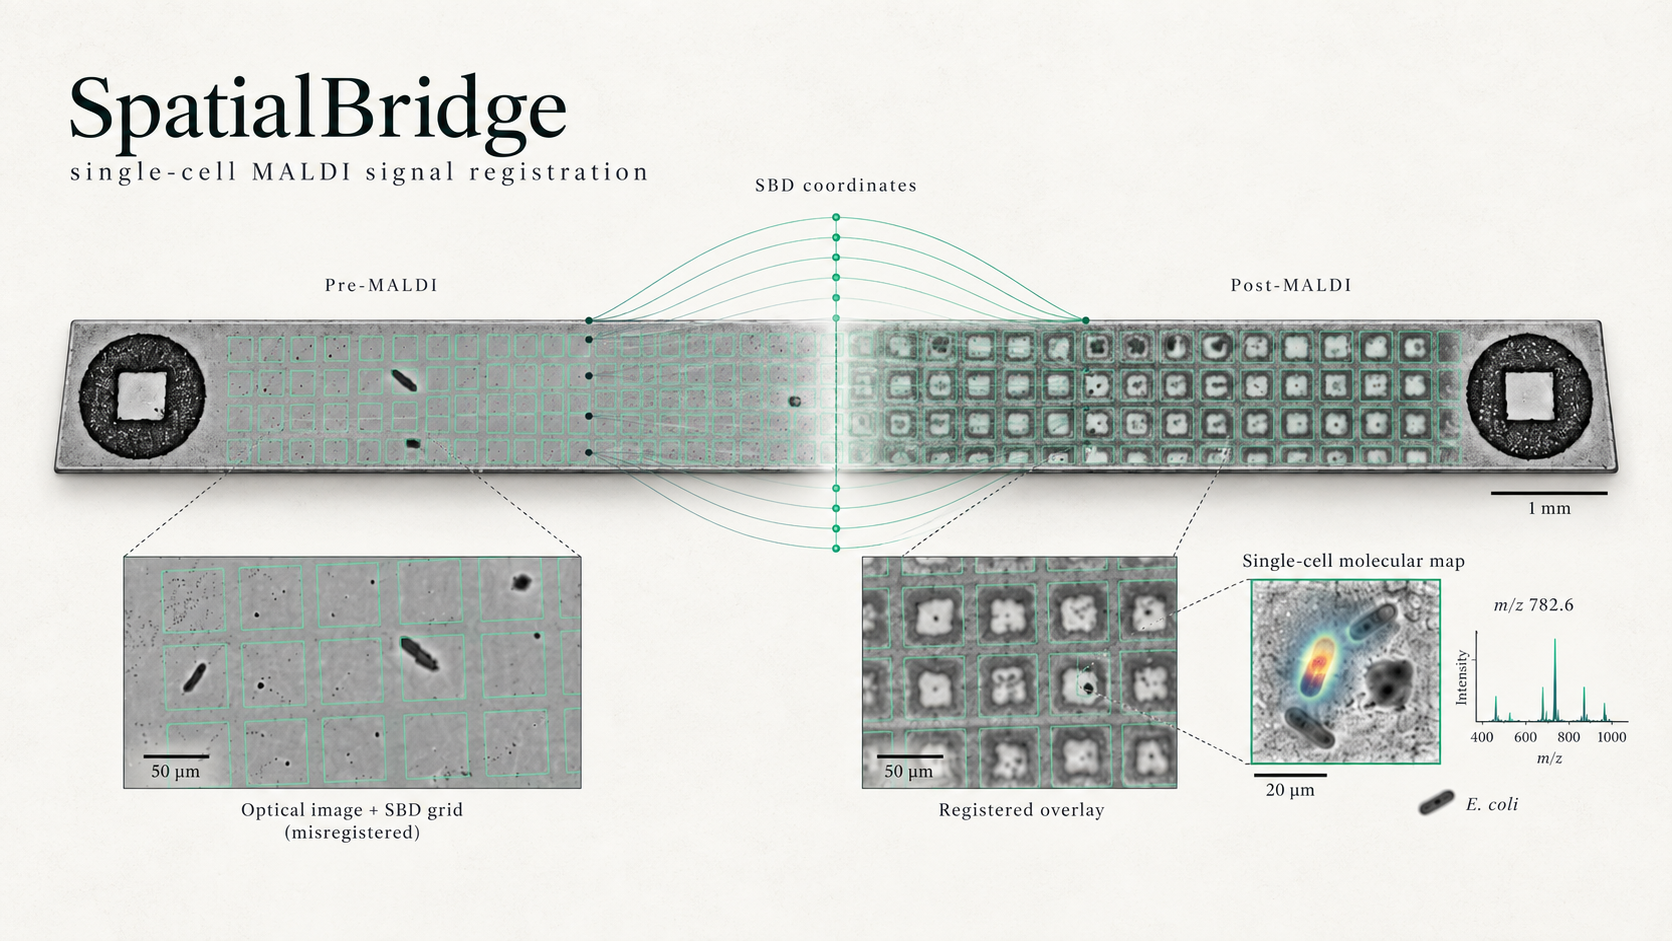 SpatialBridge
single-cell MALDI signal registration
SBD coordinates
Pre-MALDI
Post-MALDI
1 mm
50 µm
Optical image + SBD grid
(misregistered)
50 µm
Registered overlay
Single-cell molecular map
20 µm
m/z 782.6
Intensity
400 600 800 1000
m/z
E. coli